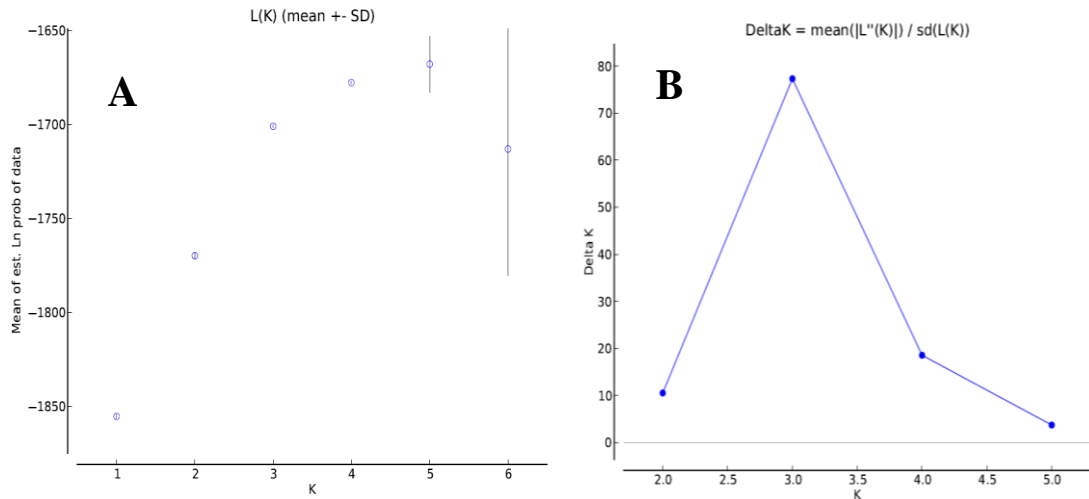 L(K) (mean +- SD)
A
Mean of est. Ln prob of data
−1650
−1700
−1750
−1800
−1850
1 2 3 4 5 6
K
DeltaK = mean(|L"(K)|) / sd(L(K))
B
Delta K
80
70
60
50
40
30
20
10
0
2.0 2.5 3.0 3.5 4.0 4.5 5.0
K